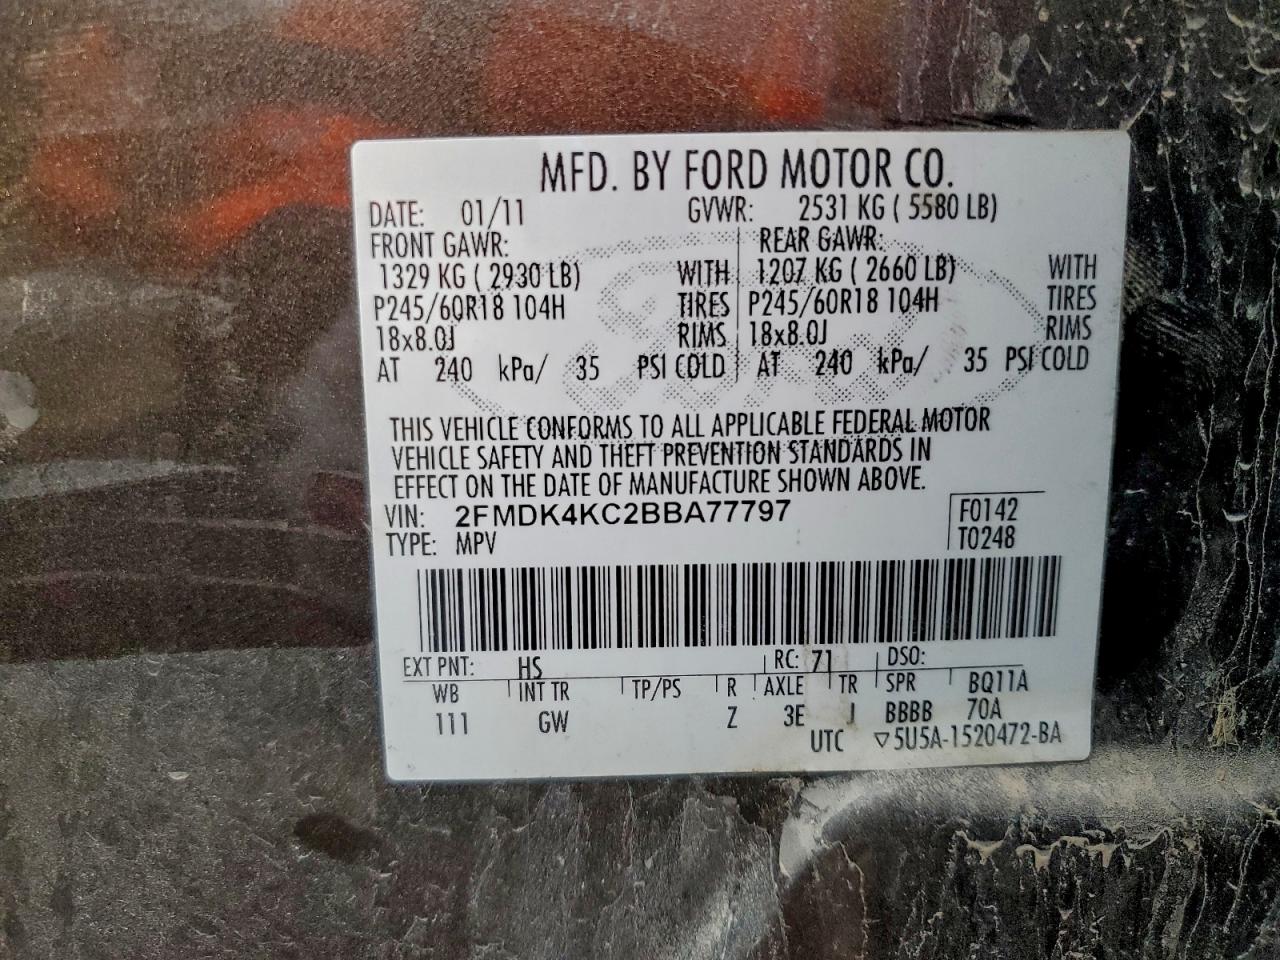 MFD. BY FORD MOTOR CO.
DATE: 01/11 GVWR: 2531 KG ( 5580 LB)
FRONT GAWR: REAR GAWR:
1329 KG ( 2930 LB) WITH 1207 KG ( 2660 LB) WITH
P245/60R18 104H TIRES P245/60R18 104H TIRES
18x8.0J RIMS 18x8.0J RIMS
AT 240 kPa/ 35 PSI COLD AT 240 kPa/ 35 PSI COLD
THIS VEHICLE CONFORMS TO ALL APPLICABLE FEDERAL MOTOR
VEHICLE SAFETY AND THEFT PREVENTION STANDARDS IN
EFFECT ON THE DATE OF MANUFACTURE SHOWN ABOVE.
VIN: 2FMDK4KC2BBA77797 F0142
TYPE: MPV T0248
EXT PNT: HS RC: 71 DSO:
WB INT TR TP/PS R AXLE TR SPR BQ11A
111 GW Z 3E J BBBB 70A
UTC ▽5U5A-1520472-BA